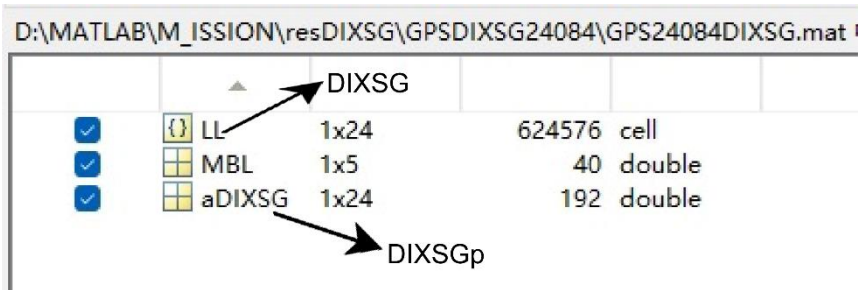 D:\MATLAB\M_ISSION\resDIXSG\GPSDIXSG24084\GPS24084DIXSG.mat
DIXSG
{} LL 1x24 624576 cell
MBL 1x5 40 double
aDIXSG 1x24 192 double
DIXSGp